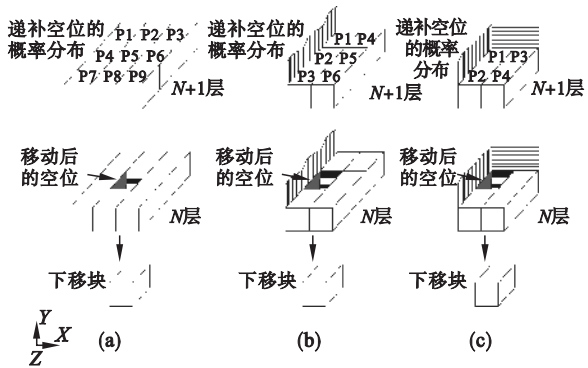 递补空位
的概率分布
P1 P2 P3
P4 P5 P6
P7 P8 P9
N+1层
移动后
的空位
N层
下移块
(a)
递补空位的
概率分布
P1 P4
P2 P5
P3 P6
N+1层
移动后
的空位
N层
下移块
(b)
递补空位
的概率
分布
P1 P3
P2 P4
N+1层
移动后
的空位
N层
下移块
(c)
Y
X
Z